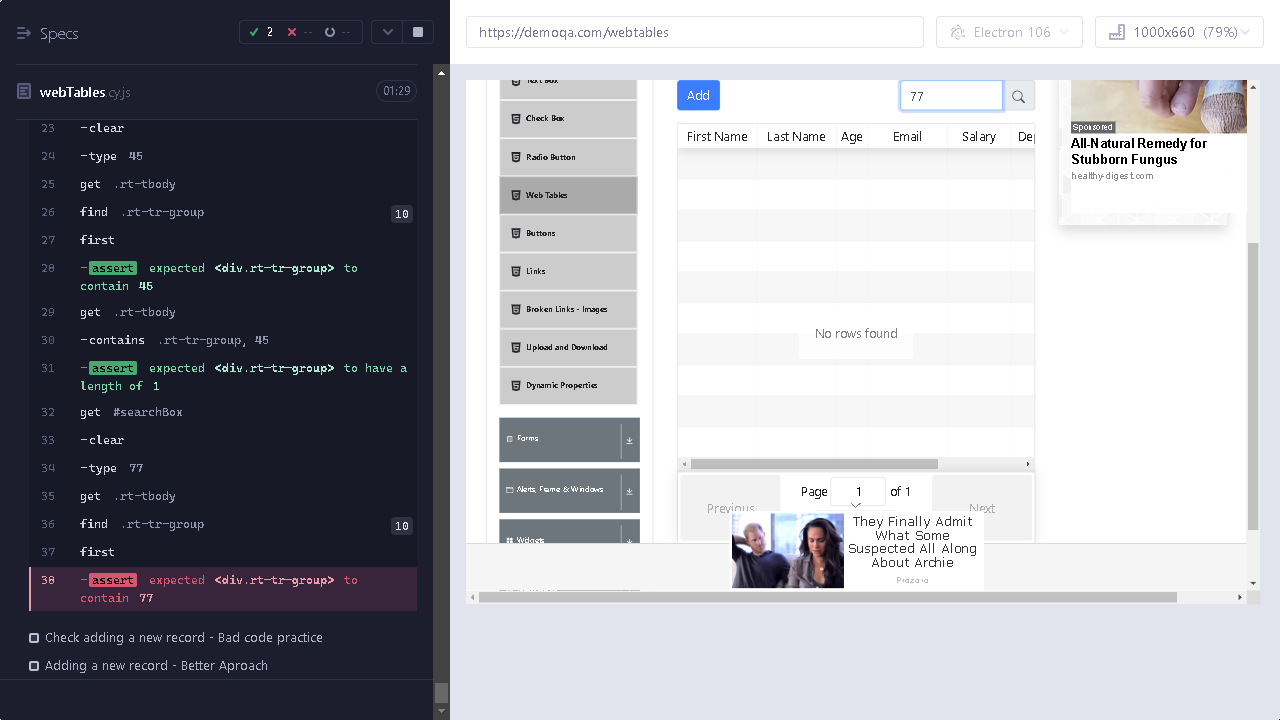 Specs
2
--
--
https://demoqa.com/webtables
Electron 106
1000x660 (79%)
webTables.cy.js
01:29
23 -clear
24 -type 45
25 get .rt-tbody
26 find .rt-tr-group 10
27 first
28 -assert expected <div.rt-tr-group> to
contain 45
29 get .rt-tbody
30 -contains .rt-tr-group, 45
31 -assert expected <div.rt-tr-group> to have a
length of 1
32 get #searchBox
33 -clear
34 -type 77
35 get .rt-tbody
36 find .rt-tr-group 10
37 first
38 -assert expected <div.rt-tr-group> to
contain 77
Check adding a new record - Bad code practice
Adding a new record - Better Aproach
Text Box
Check Box
Radio Button
Web Tables
Buttons
Links
Broken Links - Images
Upload and Download
Dynamic Properties
Forms
Alerts, Frame & Windows
Widgets
Add
77
First Name Last Name Age Email Salary De
No rows found
Previous
Page 1 of 1
Next
They Finally Admit
What Some
Suspected All Along
About Archie
Sponsored
All-Natural Remedy for
Stubborn Fungus
healthy-digest.com